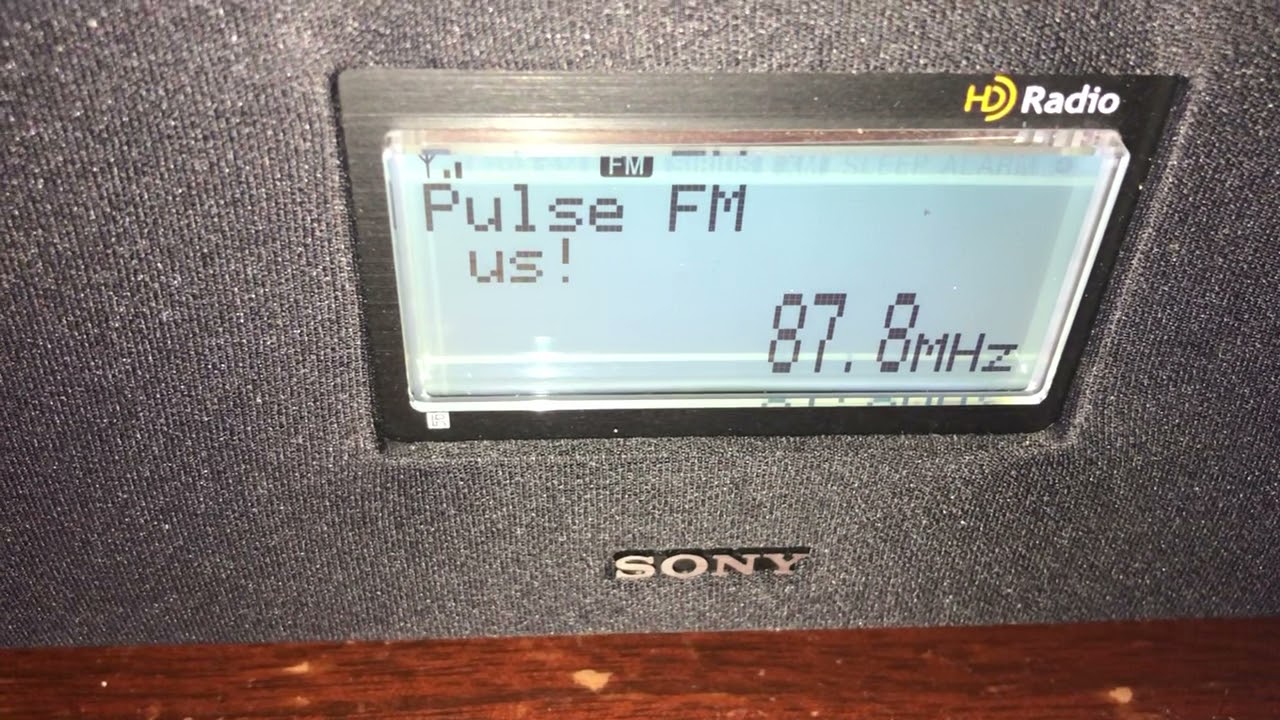 HD Radio
FM
Pulse FM
us!
87.8MHz
SONY